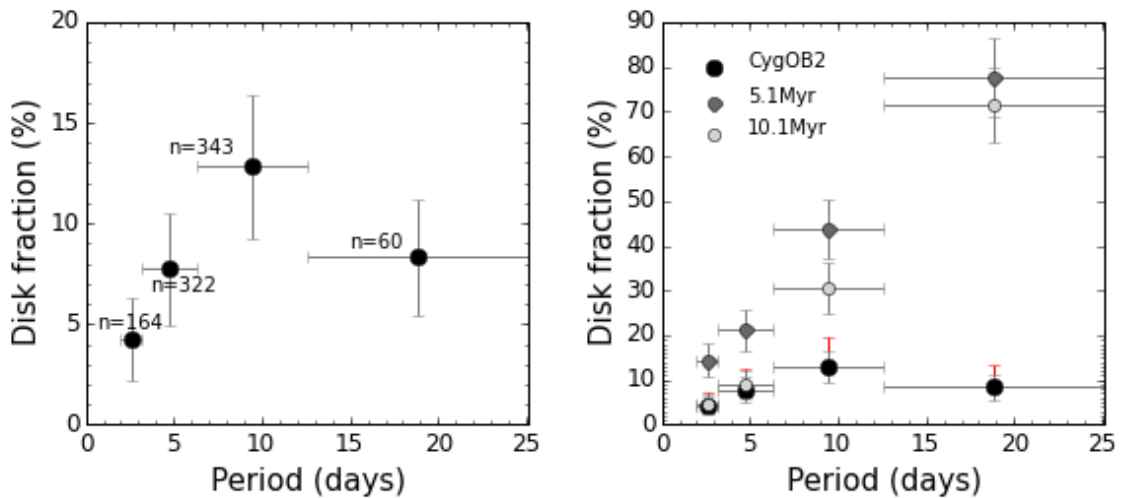 20
15
10
5
0
Disk fraction (%)
n=343
n=60
n=322
n=164
0 5 10 15 20 25
Period (days)
90
80
70
60
50
40
30
20
10
0
Disk fraction (%)
CygOB2
5.1Myr
10.1Myr
0 5 10 15 20 25
Period (days)